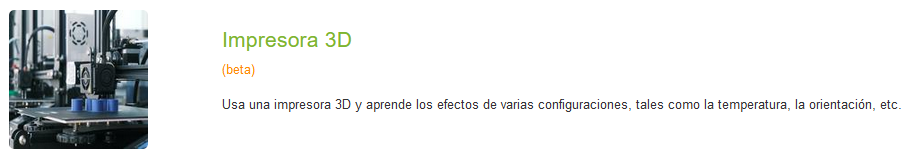 Impresora 3D
(beta)
Usa una impresora 3D y aprende los efectos de varias configuraciones, tales como la temperatura, la orientación, etc.